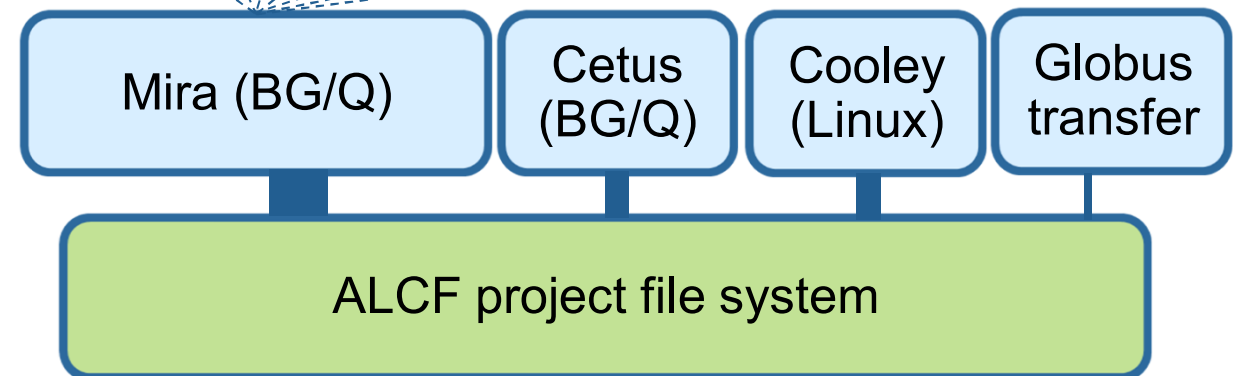 Mira (BG/Q)
Cetus
(BG/Q)
Cooley
(Linux)
Globus
transfer
ALCF project file system